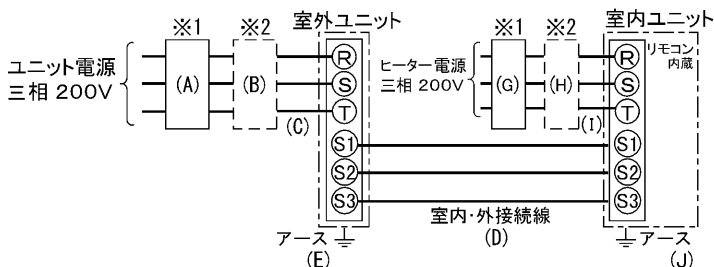 ※1 ※2 室外ユニット
ユニット電源
三相 200V
(A)
(B)
(C)
R
S
T
S1
S2
S3
アース
(E)
※1 ※2 室内ユニット
ヒーター電源
三相 200V
(G)
(H)
(I)
R
S
T
S1
S2
S3
リモコン
内蔵
室内・外接続線
(D)
アース
(J)